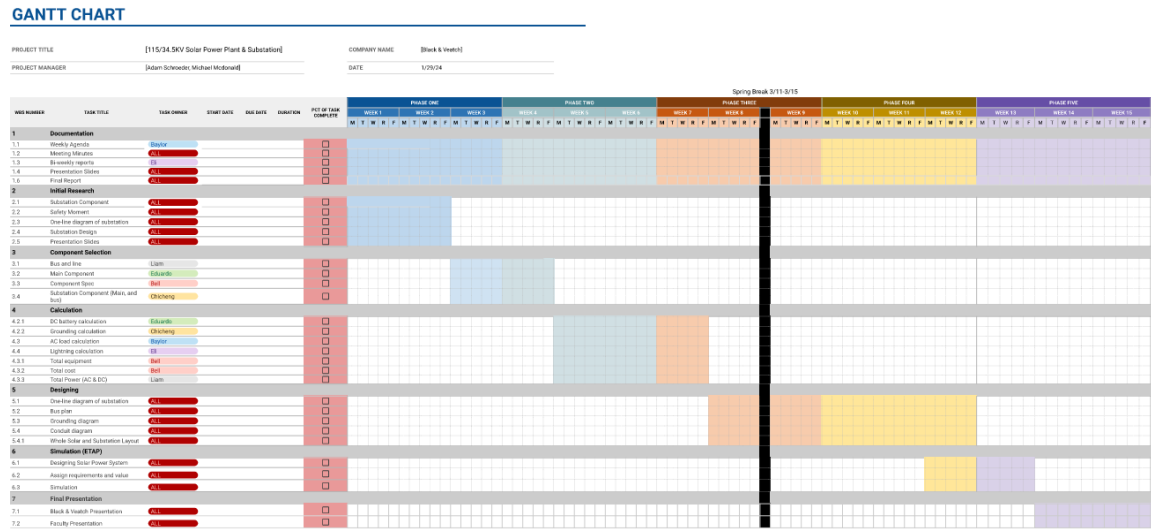 GANTT CHART
PROJECT TITLE [115/34.5KV Solar Power Plant & Substation] COMPANY NAME [Black & Veatch]
PROJECT MANAGER [Adam Schroeder, Michael Mcdonald] DATE 1/29/24
Spring Break 3/11-3/15
PHASE ONE PHASE TWO PHASE THREE PHASE FOUR PHASE FIVE
WBS NUMBER TASK TITLE TASK OWNER START DATE DUE DATE DURATION PCT OF TASK COMPLETE WEEK 1 WEEK 2 WEEK 3 WEEK 4 WEEK 5 WEEK 6 WEEK 7 WEEK 8 WEEK 9 WEEK 10 WEEK 11 WEEK 12 WEEK 13 WEEK 14 WEEK 15
M T W R F M T W R F M T W R F M T W R F M T W R F M T W R F M T W R F M T W R F M T W R F M T W R F M T W R F M T W R F M T W R F M T W R F M T W R F
1 Documentation
1.1 Weekly Agenda Baylor
1.2 Meeting Minutes ALL
1.3 Bi-weekly reports Eli
1.4 Presentation Slides ALL
1.6 Final Report ALL
2 Initial Research
2.1 Substation Component ALL
2.2 Safety Moment ALL
2.3 One-line diagram of substation ALL
2.4 Substation Design ALL
2.5 Presentation Slides ALL
3 Component Selection
3.1 Bus and line Liam
3.2 Main Component Eduardo
3.3 Component Spec Bell
3.4 Substation Component (Main, and bus) Chicheng
4 Calculation
4.2.1 DC battery calculation Eduardo
4.2.2 Grounding calculation Chicheng
4.3 AC load calculation Baylor
4.4 Lightning calculation Eli
4.3.1 Total equipment Bell
4.3.2 Total cost Bell
4.3.3 Total Power (AC & DC) Liam
5 Designing
5.1 One-line diagram of substation ALL
5.2 Bus plan ALL
5.3 Grounding diagram ALL
5.4 Conduit diagram ALL
5.4.1 Whole Solar and Substation Layout ALL
6 Simulation (ETAP)
6.1 Designing Solar Power System ALL
6.2 Assign requirements and value ALL
6.3 Simulation ALL
7 Final Presentation
7.1 Black & Veatch Presentation ALL
7.2 Faculty Presentation ALL